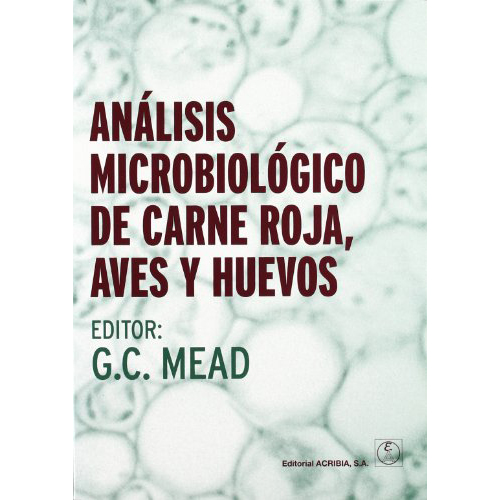 ANÁLISIS
MICROBIOLÓGICO
DE CARNE ROJA,
AVES Y HUEVOS
EDITOR:
G.C. MEAD
Editorial ACRIBIA, S.A.